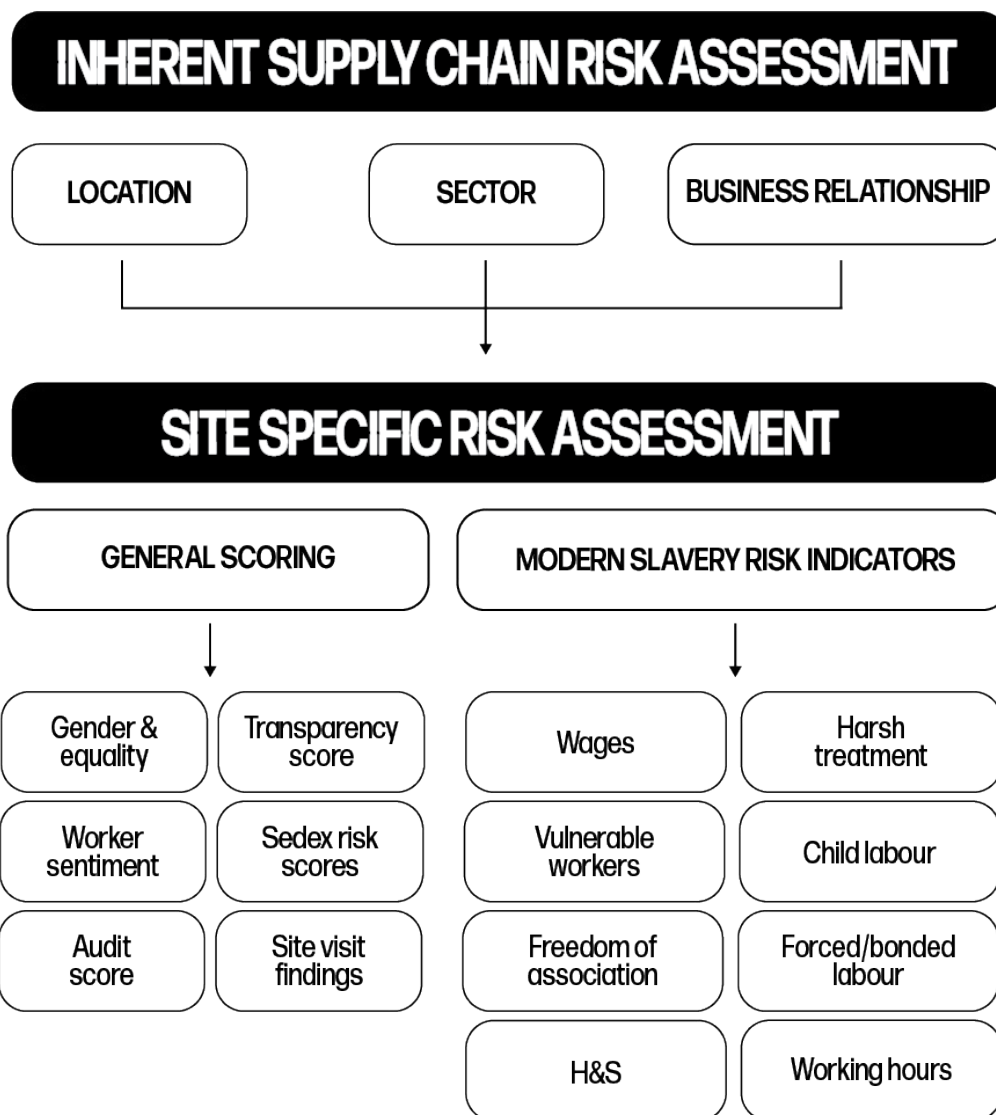 INHERENT SUPPLY CHAIN RISK ASSESSMENT
LOCATION
SECTOR
BUSINESS RELATIONSHIP
SITE SPECIFIC RISK ASSESSMENT
GENERAL SCORING
MODERN SLAVERY RISK INDICATORS
Gender &
equality
Transparency
score
Worker
sentiment
Sedex risk
scores
Audit
score
Site visit
findings
Wages
Harsh
treatment
Vulnerable
workers
Child labour
Freedom of
association
Forced/bonded
labour
H&S
Working hours